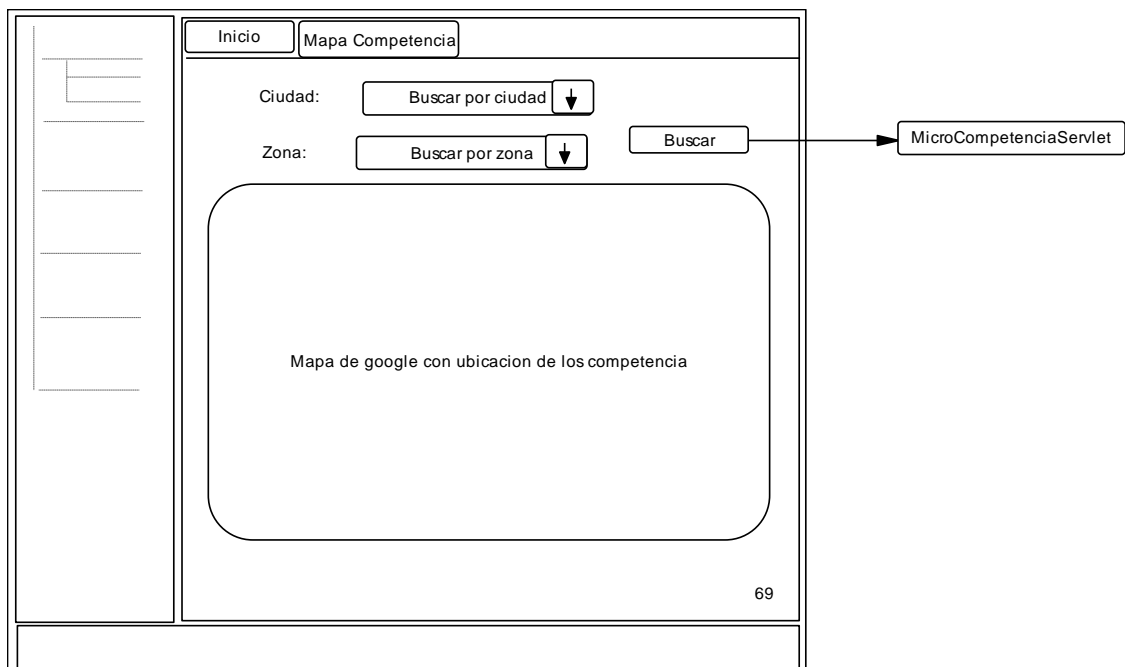 Inicio
Mapa Competencia
Ciudad:
Buscar por ciudad
Zona:
Buscar por zona
Buscar
MicroCompetenciaServlet
Mapa de google con ubicacion de los competencia
69